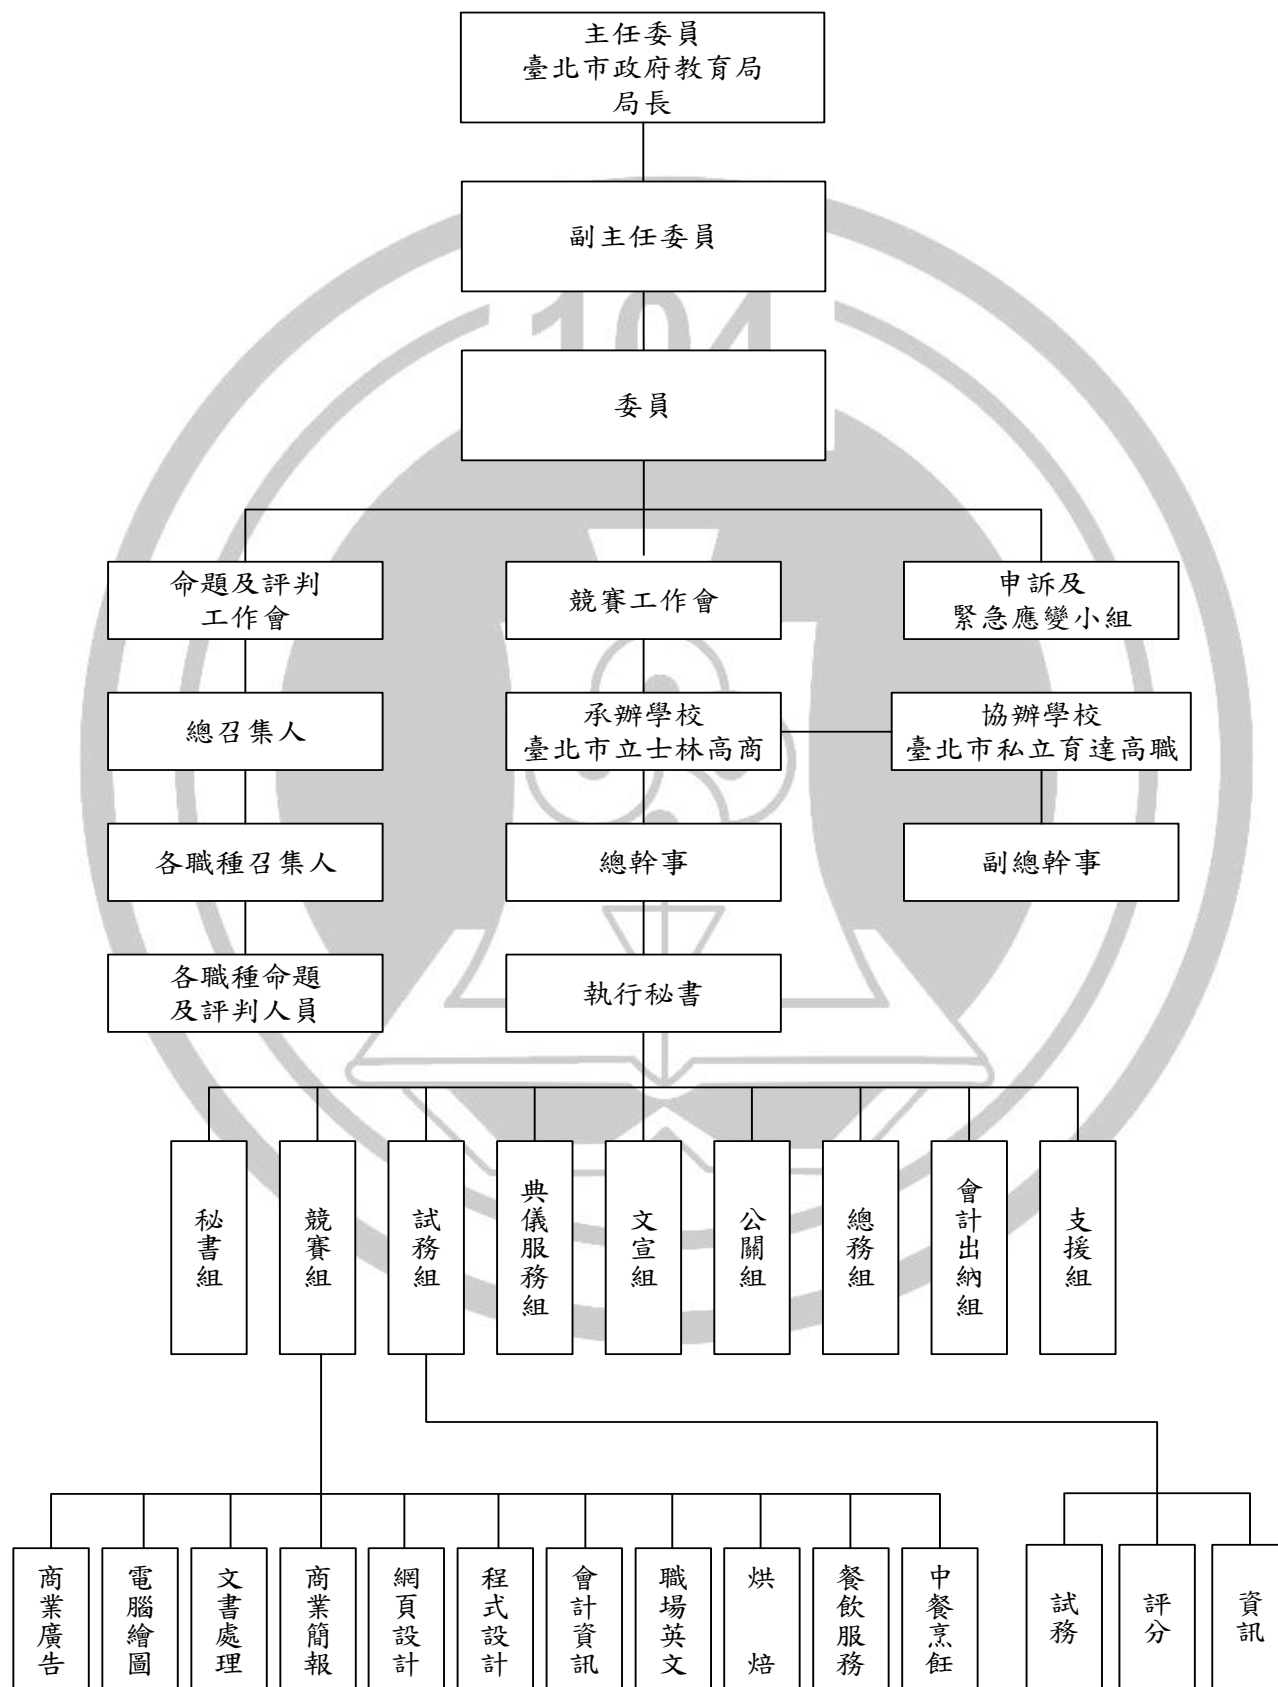 主任委員
臺北市政府教育局
局長
副主任委員
104
委員
命題及評判
工作會
競賽工作會
申訴及
緊急應變小組
總召集人
承辦學校
臺北市立士林高商
協辦學校
臺北市私立育達高職
各職種召集人
總幹事
副總幹事
各職種命題
及評判人員
執行秘書
秘書組
競賽組
試務組
典儀服務組
文宣組
公關組
總務組
會計出納組
支援組
商業廣告
電腦繪圖
文書處理
商業簡報
網頁設計
程式設計
會計資訊
職場英文
烘焙
餐飲服務
中餐烹飪
試務
評分
資訊